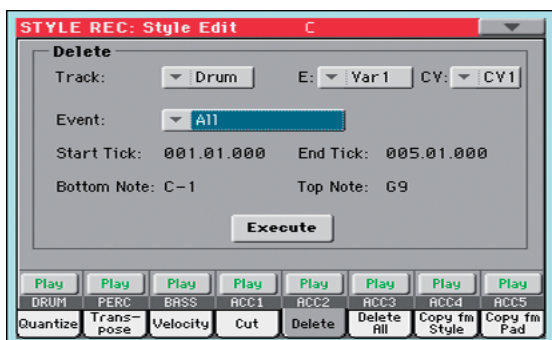 STYLE REC: Style Edit C
Delete
Track: Drum E: Var1 CV: CV1
Event: All
Start Tick: 001.01.000 End Tick: 005.01.000
Bottom Note: C-1 Top Note: G9
Execute
Play Play Play Play Play Play Play Play
DRUM PERC BASS ACC1 ACC2 ACC3 ACC4 ACC5
Quantize Trans-pose Velocity Cut Delete Delete All Copy fm Style Copy fm Pad